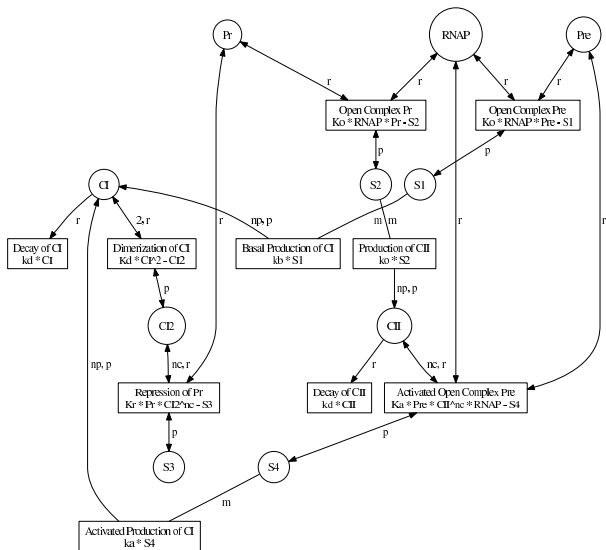 Pr
RNAP
Pre
r
r
r
r
Open Complex Pr
Ko * RNAP * Pr - S2
Open Complex Pre
Ko * RNAP * Pre - S1
p
p
CI
S2
S1
r
2, r
np, p
r
m
m
r
r
Decay of CI
kd * CI
Dimerization of CI
Kd * CI^2 - CI2
Basal Production of CI
kb * S1
Production of CII
ko * S2
p
np, p
CI2
CII
np, p
nc, r
r
nc, r
Repression of Pr
Kr * Pr * CI2^nc - S3
Decay of CII
kd * CII
Activated Open Complex Pre
Ka * Pre * CII^nc * RNAP - S4
p
p
S3
S4
m
Activated Production of CI
ka * S4